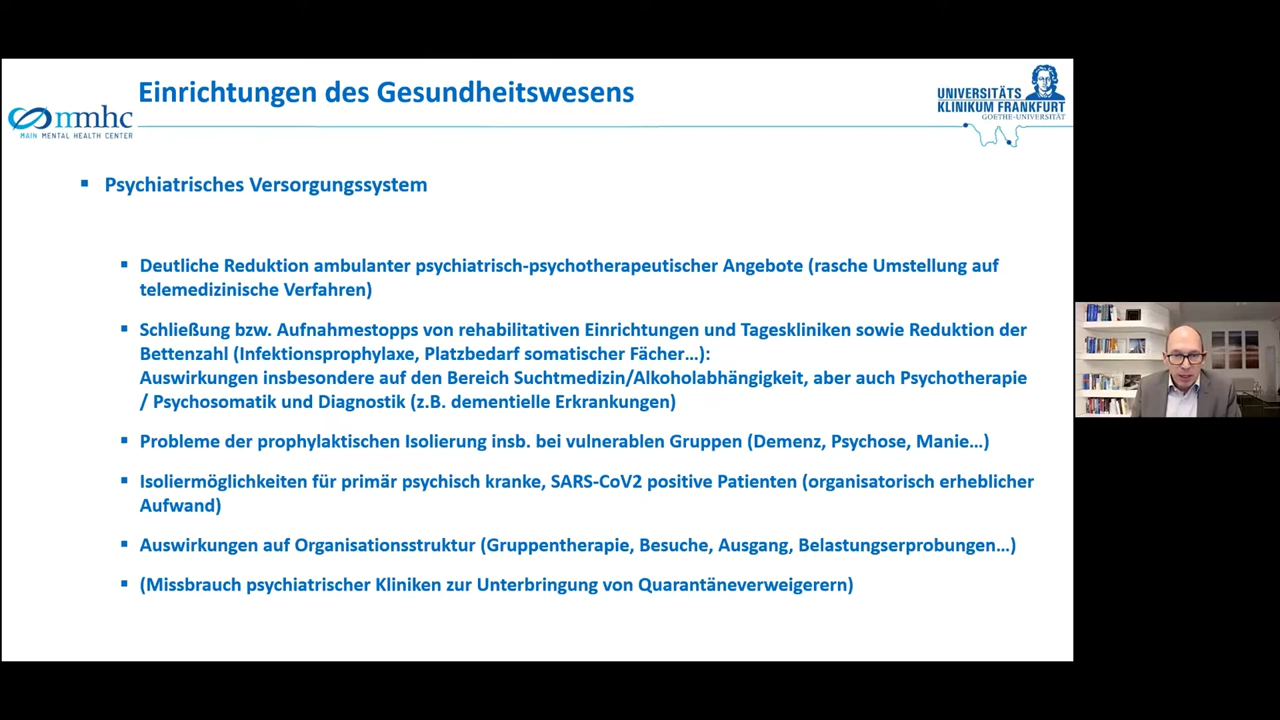 Einrichtungen des Gesundheitswesens
mmhc
MAIN MENTAL HEALTH CENTER
UNIVERSITÄTS
KLINIKUM FRANKFURT
GOETHE-UNIVERSITÄT
▪ Psychiatrisches Versorgungssystem
▪ Deutliche Reduktion ambulanter psychiatrisch-psychotherapeutischer Angebote (rasche Umstellung auf
telemedizinische Verfahren)
▪ Schließung bzw. Aufnahmestopps von rehabilitativen Einrichtungen und Tageskliniken sowie Reduktion der
Bettenzahl (Infektionsprophylaxe, Platzbedarf somatischer Fächer…):
Auswirkungen insbesondere auf den Bereich Suchtmedizin/Alkoholabhängigkeit, aber auch Psychotherapie
/ Psychosomatik und Diagnostik (z.B. dementielle Erkrankungen)
▪ Probleme der prophylaktischen Isolierung insb. bei vulnerablen Gruppen (Demenz, Psychose, Manie…)
▪ Isoliermöglichkeiten für primär psychisch kranke, SARS-CoV2 positive Patienten (organisatorisch erheblicher
Aufwand)
▪ Auswirkungen auf Organisationsstruktur (Gruppentherapie, Besuche, Ausgang, Belastungserprobungen…)
▪ (Missbrauch psychiatrischer Kliniken zur Unterbringung von Quarantäneverweigerern)